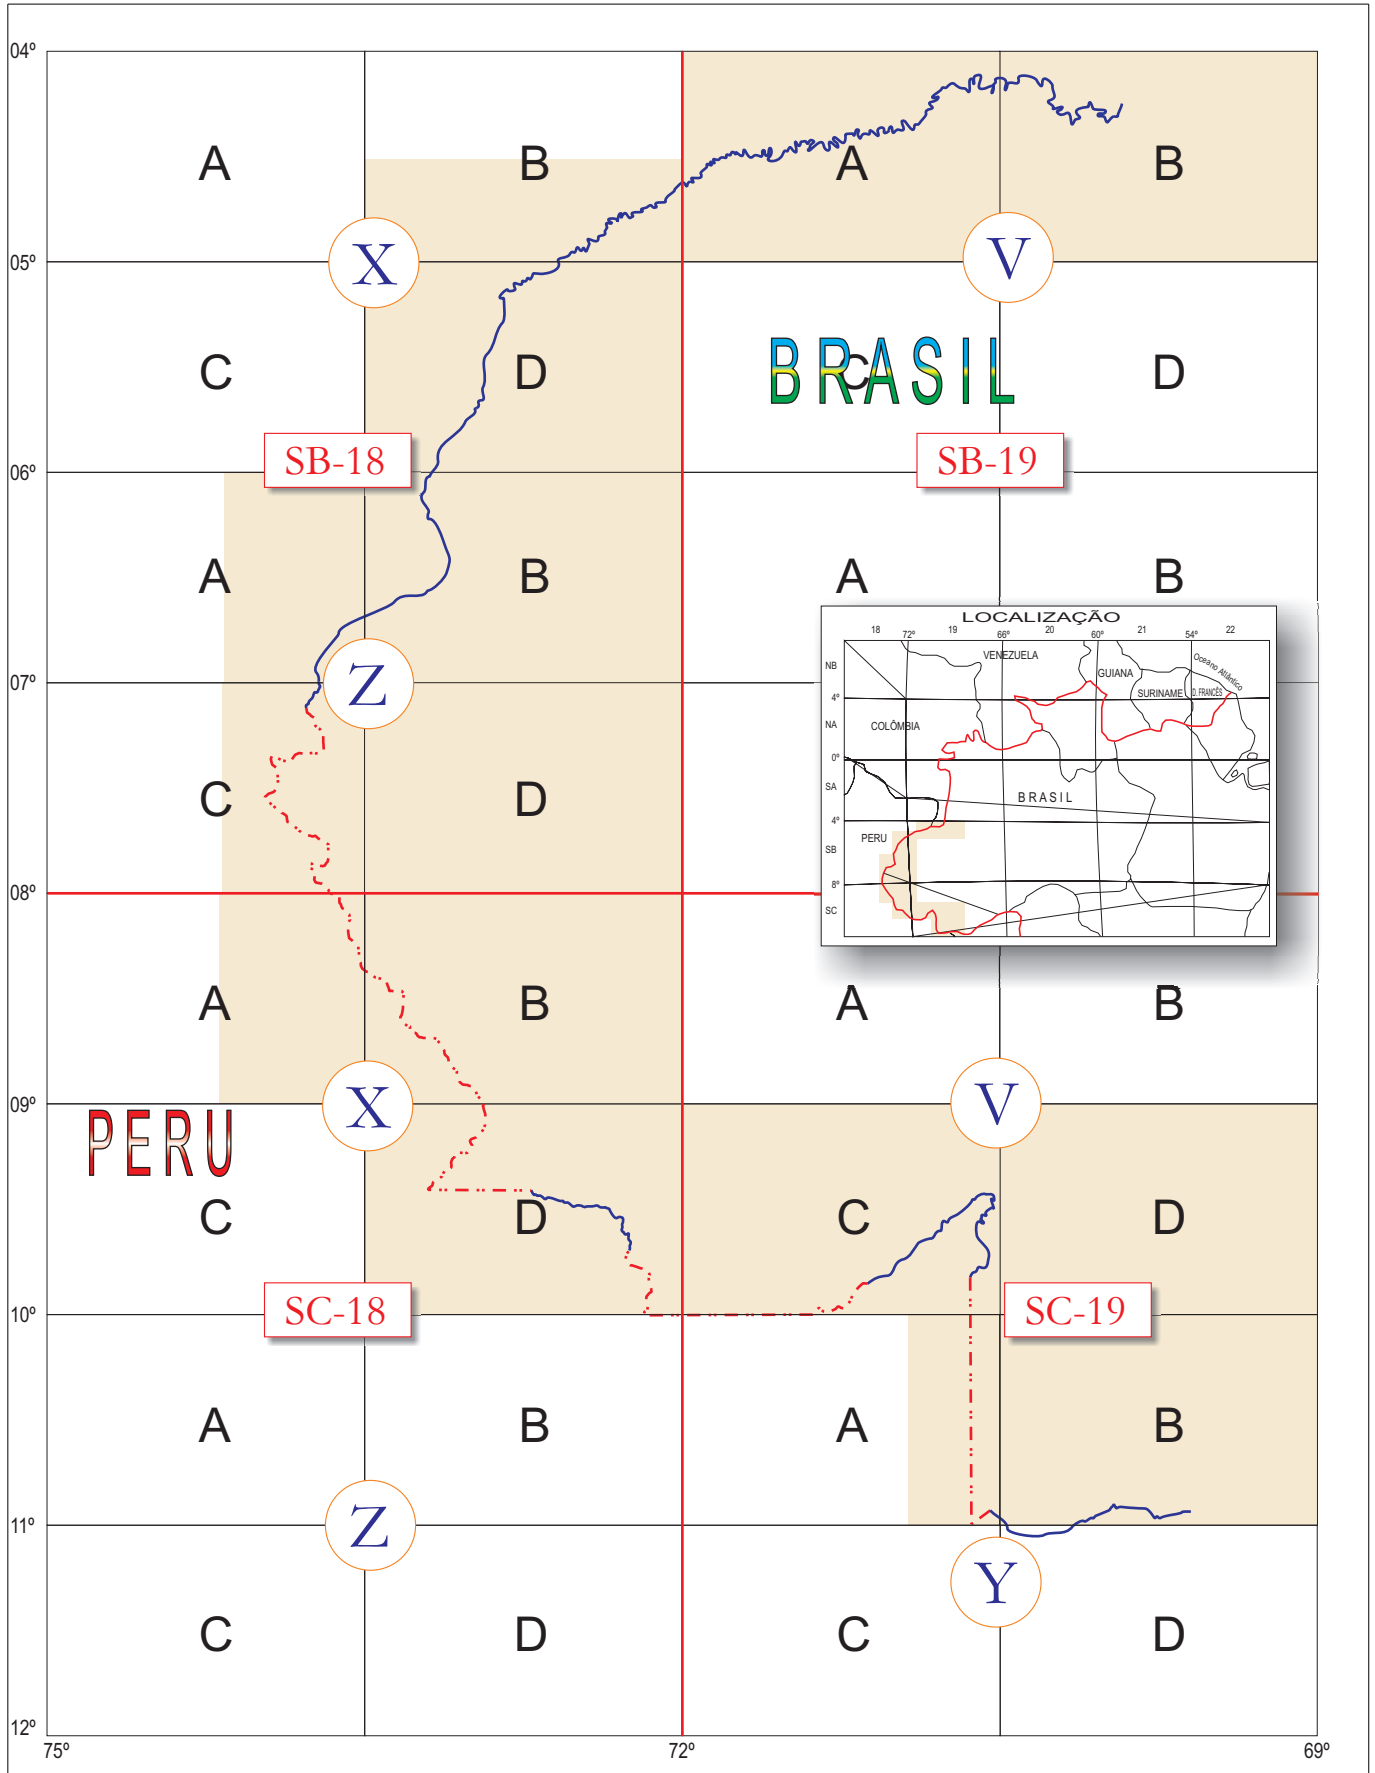 04º
A
B
A
B
X
V
05º
C
D
BRASIL
C
D
SB-18
SB-19
06º
A
B
A
B
LOCALIZAÇÃO
18
72º
19
66º
20
60º
21
54º
22
NB
VENEZUELA
GUIANA
Oceano Atlântico
4º
SURINAME
D. FRANCÊS
NA
COLÔMBIA
0º
SA
BRASIL
4º
PERU
SB
8º
SC
Z
07º
C
D
08º
A
B
A
B
X
V
09º
PERU
C
D
C
D
SC-18
SC-19
10º
A
B
A
B
Z
11º
Y
C
D
C
D
12º
75º
72º
69º